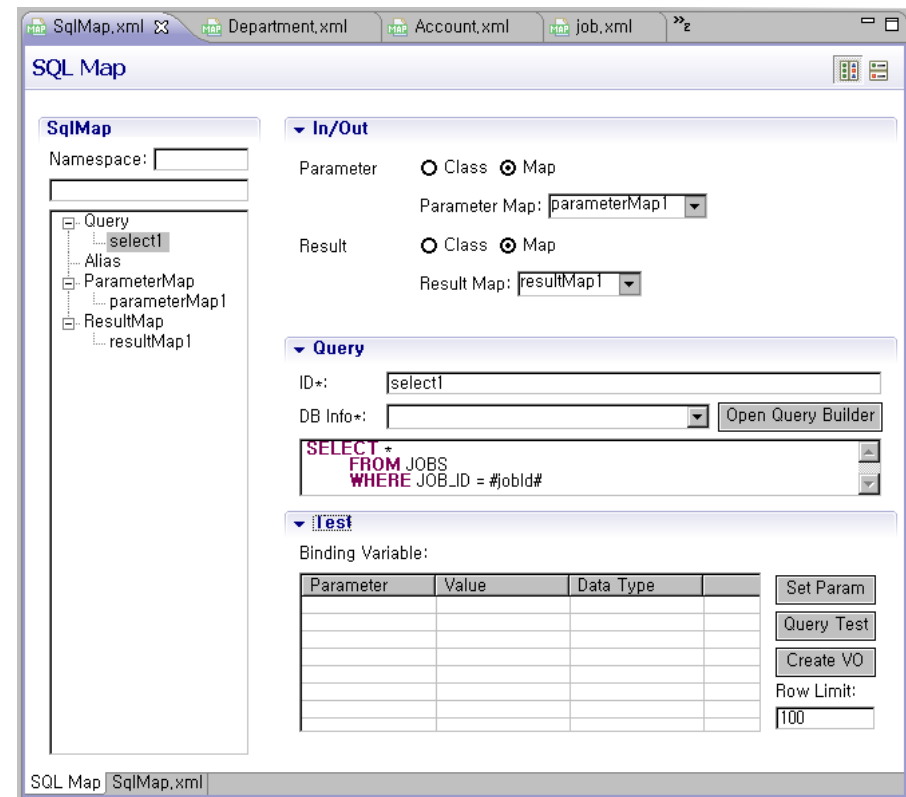 SqlMap.xml Department.xml Account.xml job.xml »2
SQL Map
SqlMap
Namespace:
Query
select1
Alias
ParameterMap
parameterMap1
ResultMap
resultMap1
In/Out
Parameter Class Map
Parameter Map: parameterMap1
Result Class Map
Result Map: resultMap1
Query
ID*: select1
DB Info*: Open Query Builder
SELECT *
FROM JOBS
WHERE JOB_ID = #jobId#
Test
Binding Variable:
Parameter Value Data Type
Set Param
Query Test
Create VO
Row Limit:
100
SQL Map SqlMap.xml